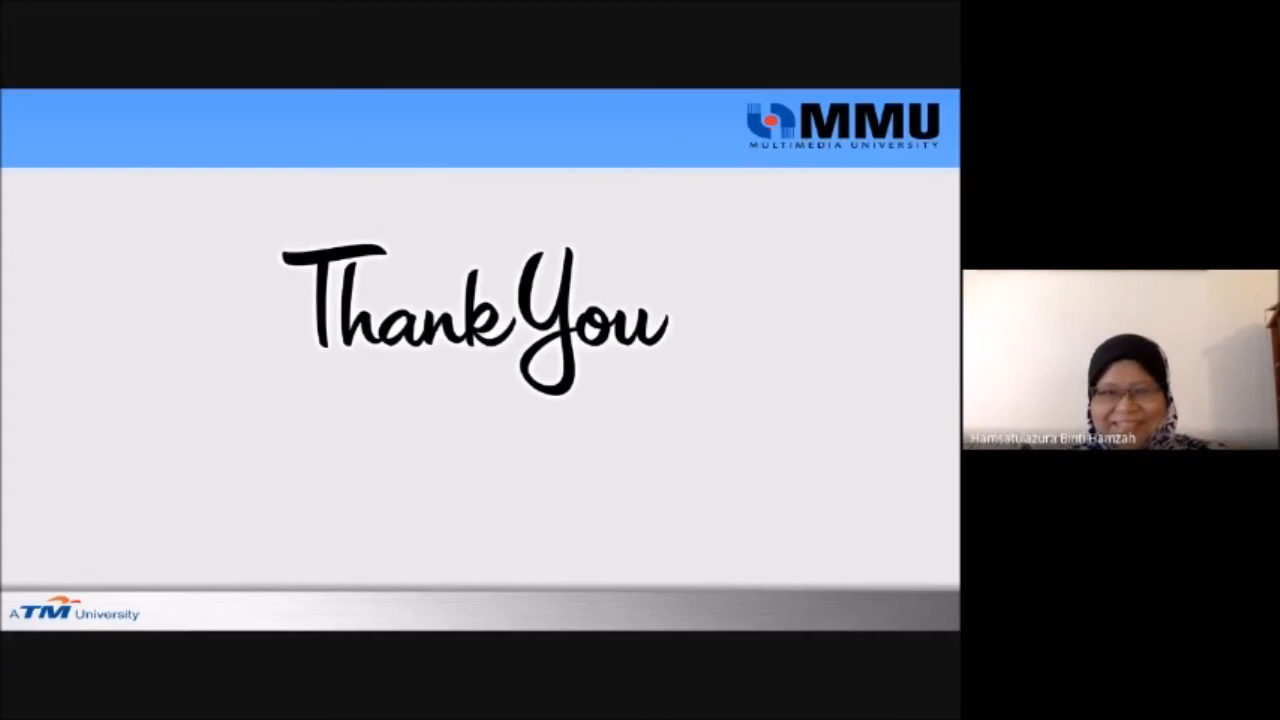 MMU
MULTIMEDIA UNIVERSITY
Thank You
Hamsatulazura Binti Hamzah
A TM University